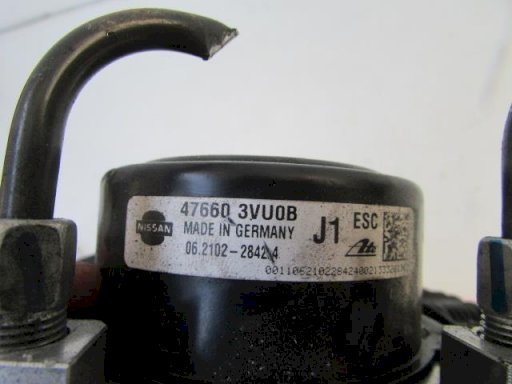 NISSAN
47660 3VU0B
MADE IN GERMANY
06.2102-2842.4
J1
ESC
Ate